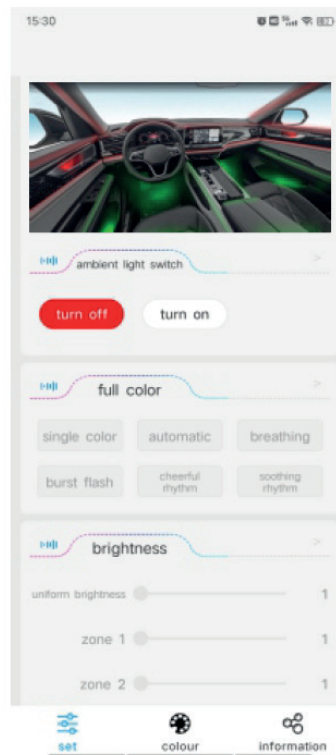 15:30
ambient light switch
turn off turn on
full color
single color automatic breathing
burst flash cheerful rhythm soothing rhythm
brightness
uniform brightness 1
zone 1 1
zone 2 1
set colour information